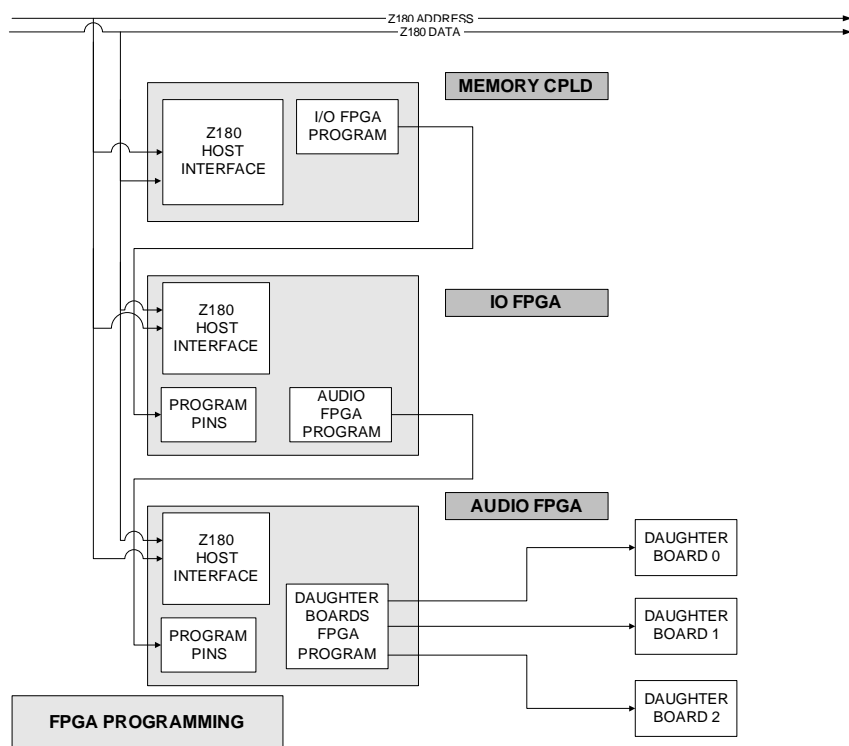 Z180 ADDRESS
Z180 DATA
MEMORY CPLD
Z180
HOST
INTERFACE
I/O FPGA
PROGRAM
IO FPGA
Z180
HOST
INTERFACE
PROGRAM
PINS
AUDIO
FPGA
PROGRAM
AUDIO FPGA
Z180
HOST
INTERFACE
PROGRAM
PINS
DAUGHTER
BOARDS
FPGA
PROGRAM
DAUGHTER
BOARD 0
DAUGHTER
BOARD 1
DAUGHTER
BOARD 2
FPGA PROGRAMMING